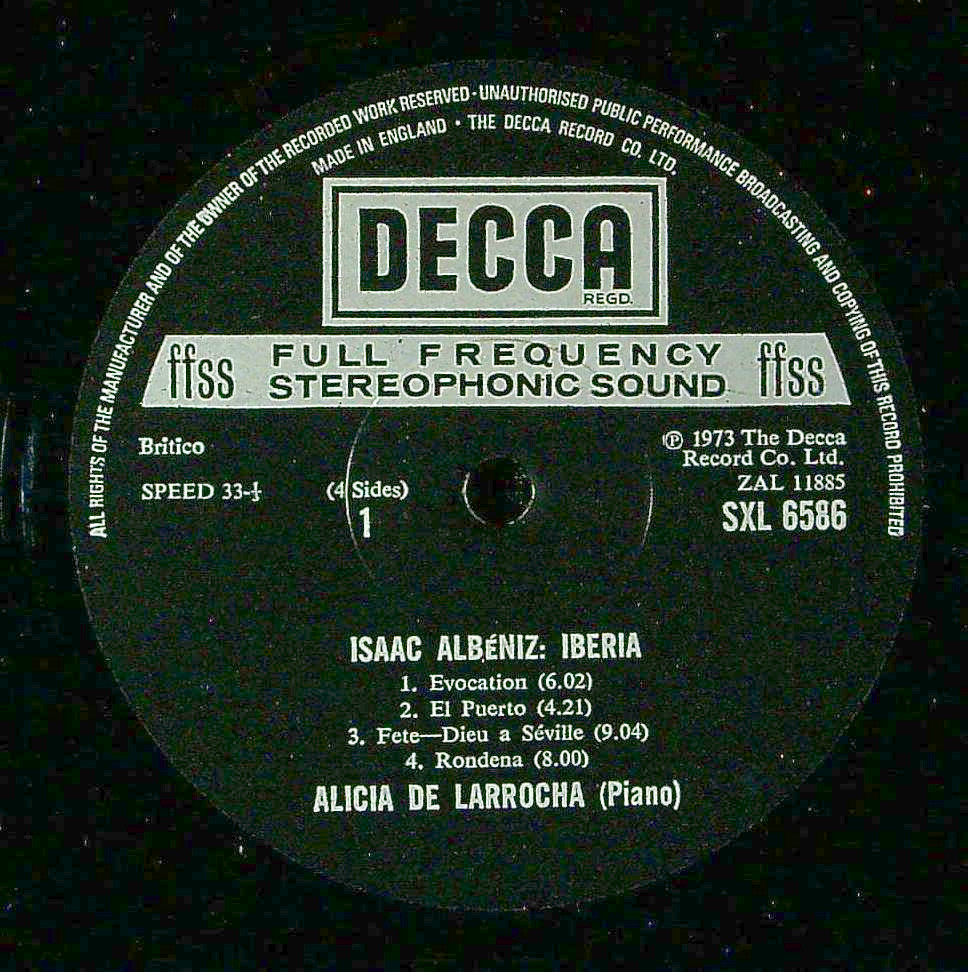 ALL RIGHTS OF THE MANUFACTURER AND OF THE OWNER OF THE RECORDED WORK RESERVED · UNAUTHORISED PUBLIC PERFORMANCE BROADCASTING AND COPYING OF THIS RECORD PROHIBITED
MADE IN ENGLAND · THE DECCA RECORD CO. LTD.
DECCA
REGD.
ffss FULL FREQUENCY STEREOPHONIC SOUND ffss
Britico
℗ 1973 The Decca
Record Co. Ltd.
SPEED 33-⅓ (4 Sides) ZAL 11885
1 SXL 6586
ISAAC ALBÉNIZ: IBERIA
1. Evocation (6.02)
2. El Puerto (4.21)
3. Fete—Dieu a Séville (9.04)
4. Rondena (8.00)
ALICIA DE LARROCHA (Piano)